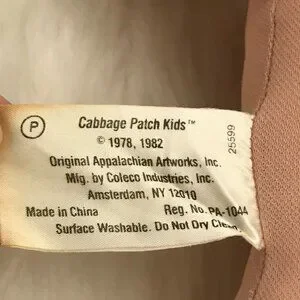 P
Cabbage Patch Kids™
© 1978, 1982
Original Appalachian Artworks, Inc.
Mfg. by Coleco Industries, Inc.
Amsterdam, NY 12010
Made in China Reg. No. PA-1044
Surface Washable. Do Not Dry Clean.
25599